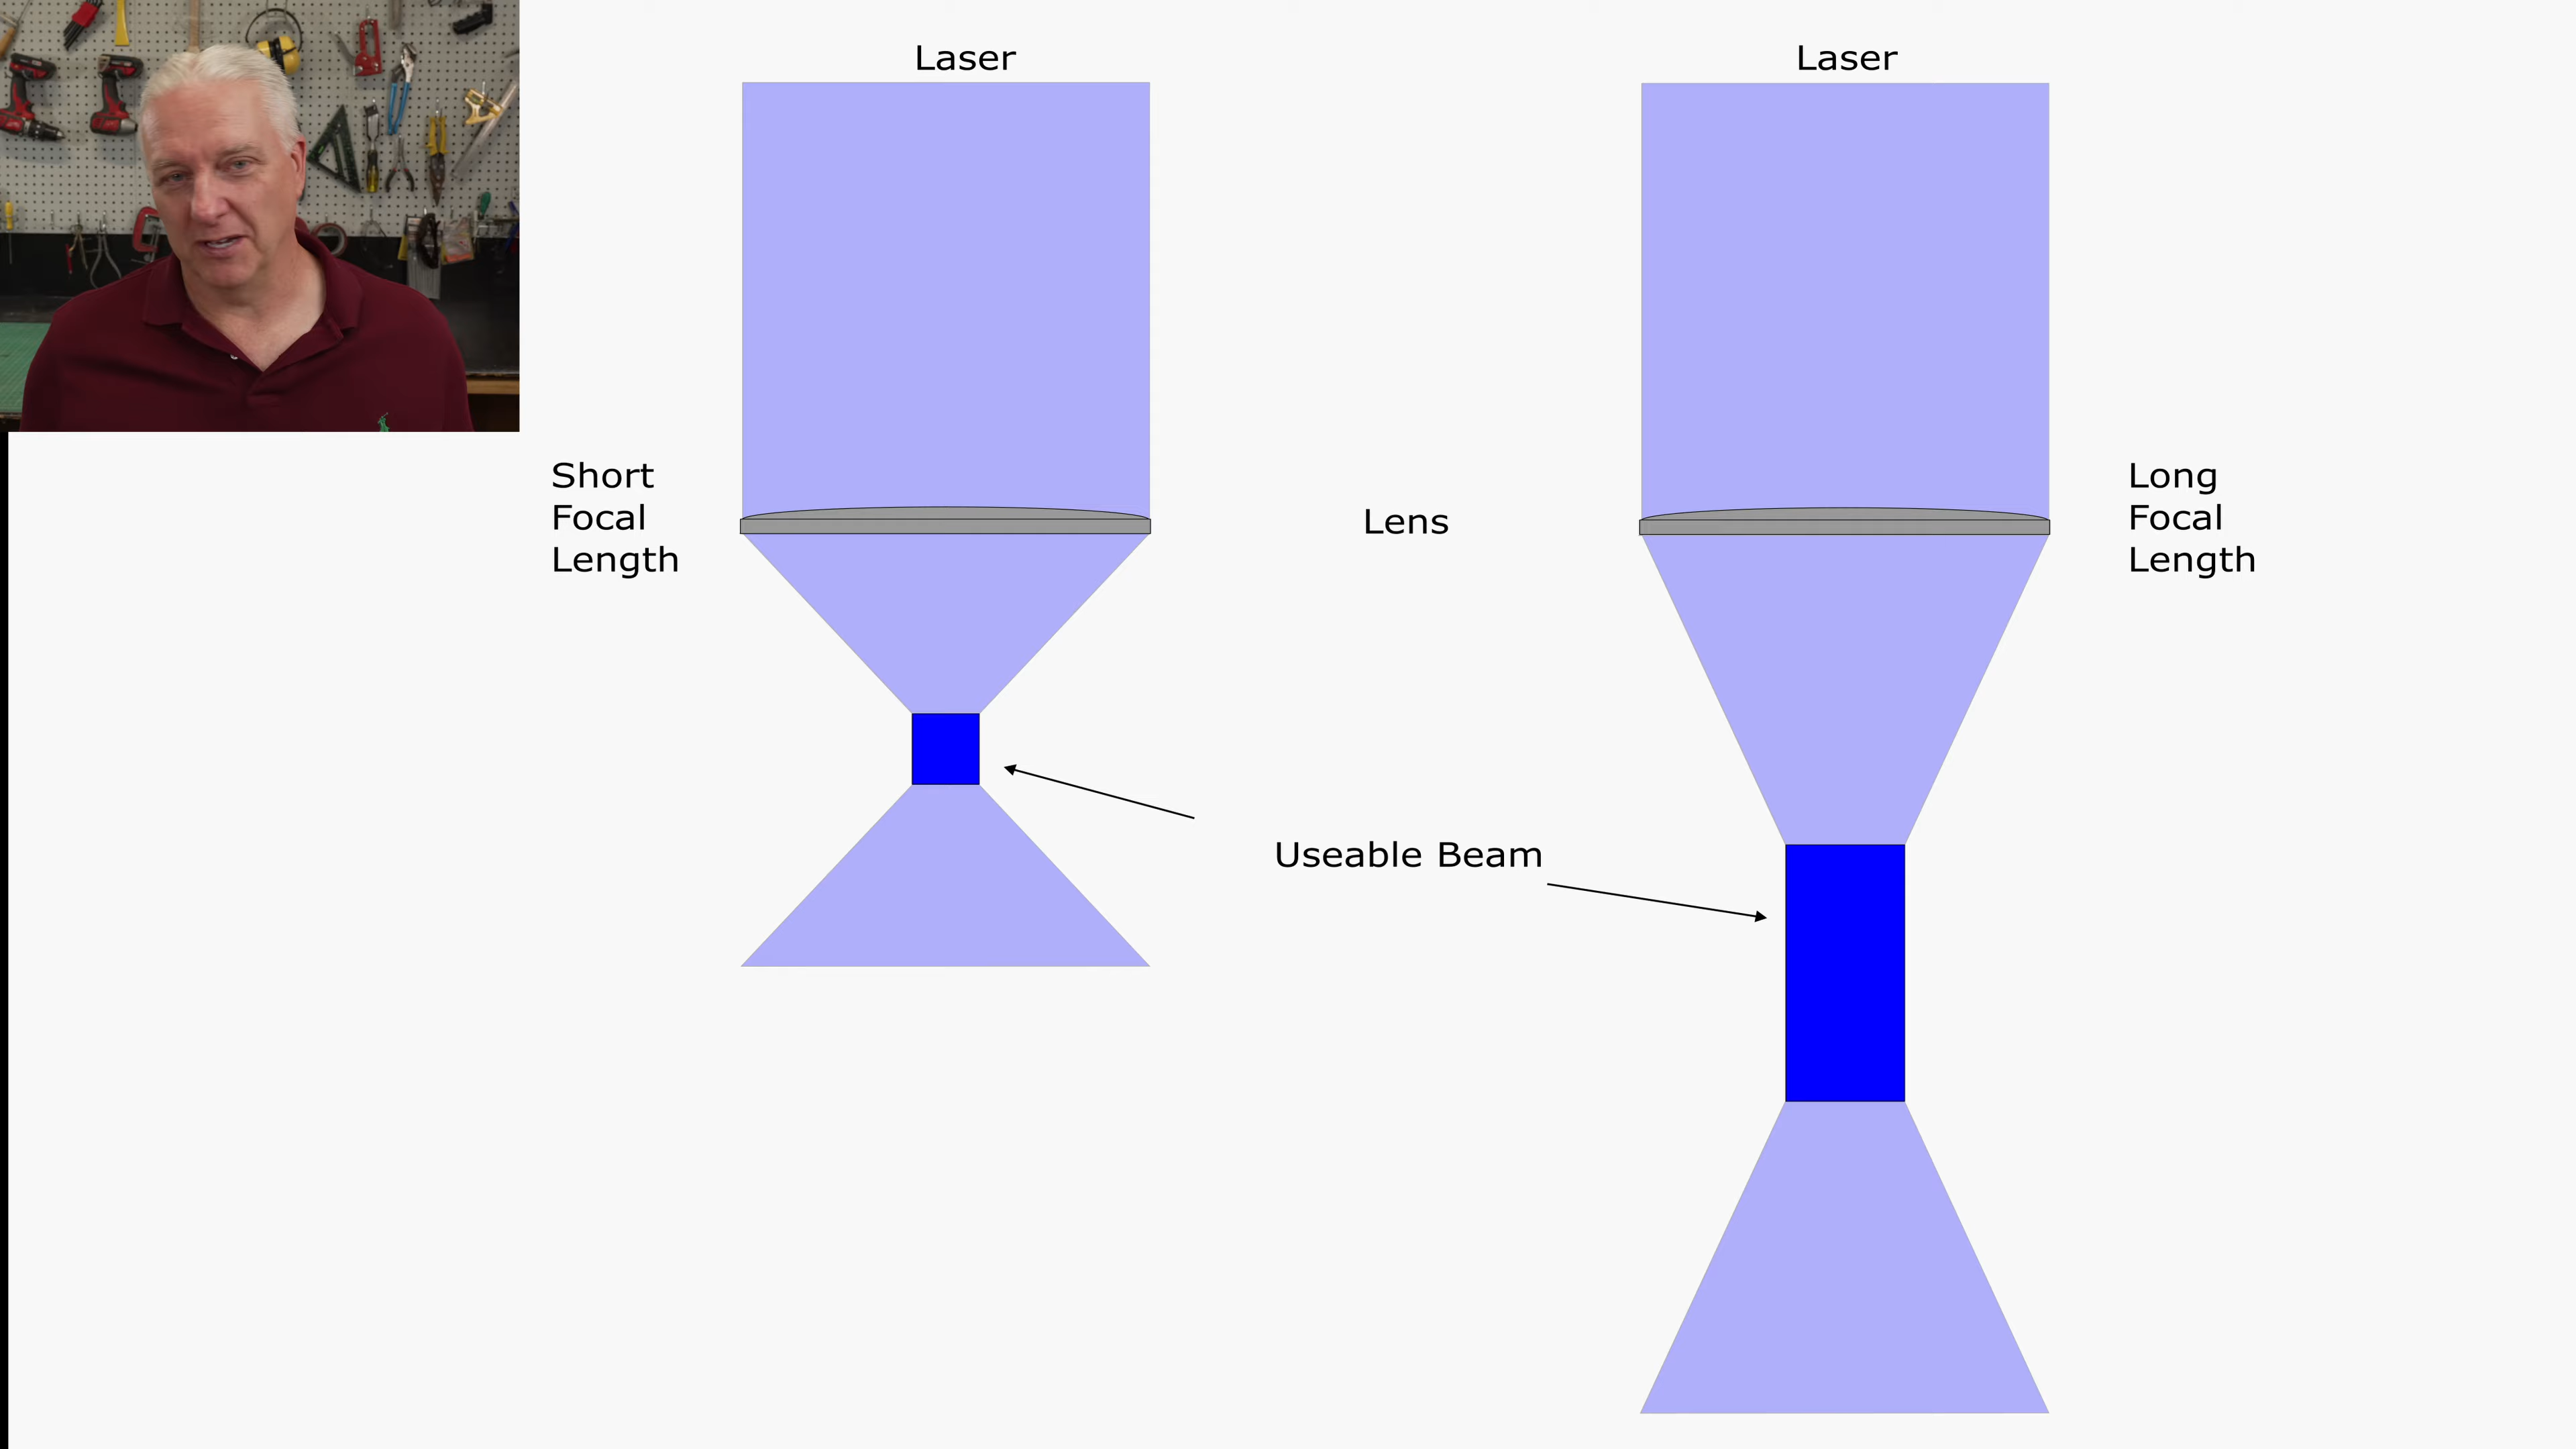 Laser
Laser
Short
Focal
Length
Lens
Long
Focal
Length
Useable Beam